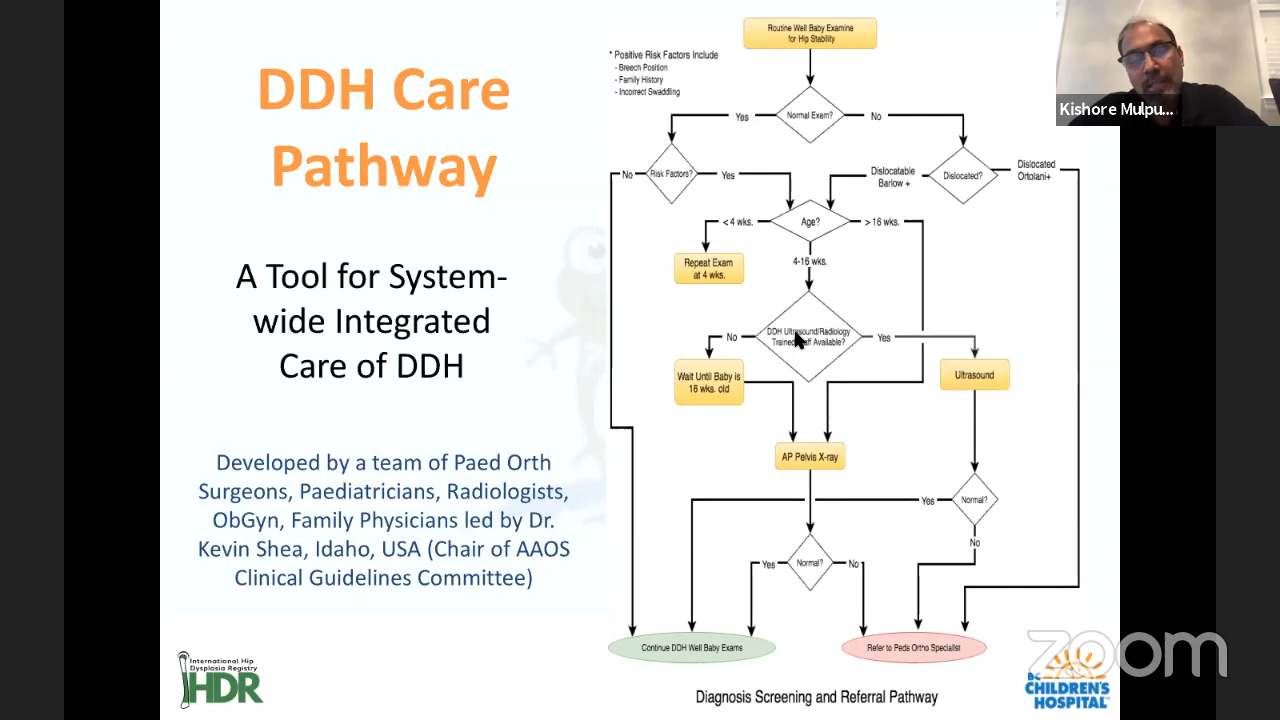 DDH Care
Pathway
A Tool for System-
wide Integrated
Care of DDH
Developed by a team of Paed Orth
Surgeons, Paediatricians, Radiologists,
ObGyn, Family Physicians led by Dr.
Kevin Shea, Idaho, USA (Chair of AAOS
Clinical Guidelines Committee)
International Hip
Dysplasia Registry
IHDR
Routine Well Baby Examine
for Hip Stability
* Positive Risk Factors Include
- Breech Position
- Family History
- Incorrect Swaddling
Yes
Normal Exam?
No
No
Risk Factors?
Yes
Dislocatable
Barlow +
Dislocated?
Dislocated
Ortolani+
< 4 wks.
Age?
> 16 wks.
Repeat Exam
at 4 wks.
4-16 wks.
No
DDH Ultrasound/Radiology
Trained Staff Available?
Yes
Wait Until Baby is
16 wks. old
Ultrasound
AP Pelvis X-ray
Yes
Normal?
No
Yes
Normal?
No
Continue DDH Well Baby Exams
Refer to Peds Ortho Specialist
Diagnosis Screening and Referral Pathway
BC
CHILDREN'S
HOSPITAL
zoom
Kishore Mulpu...